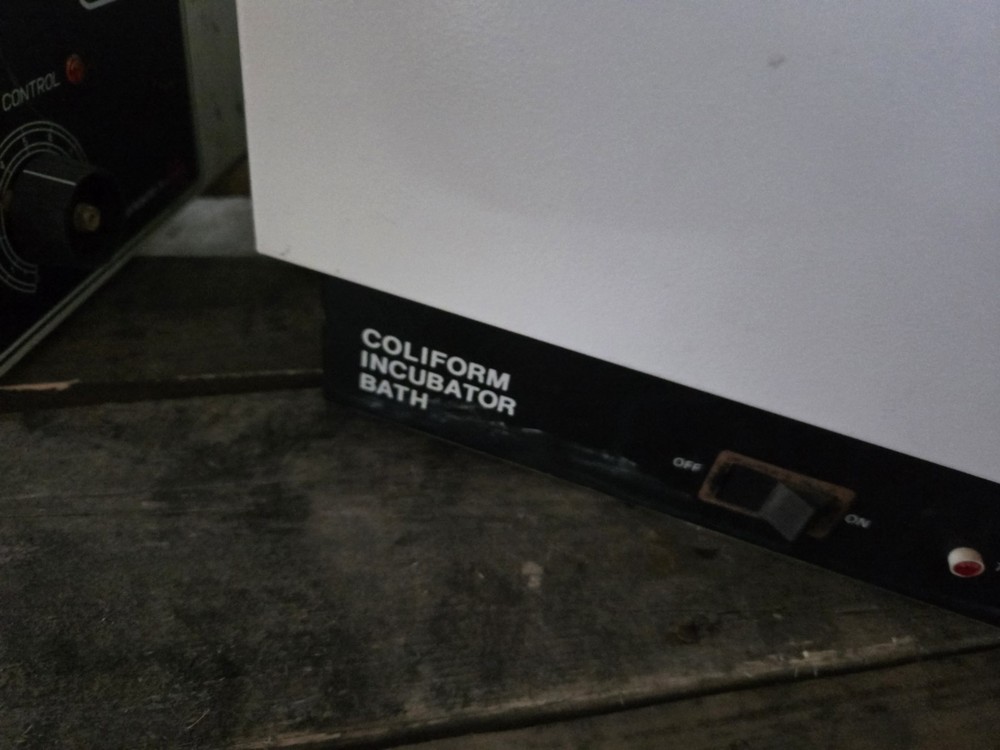 CONTROL
COLIFORM
INCUBATOR
BATH
OFF
ON